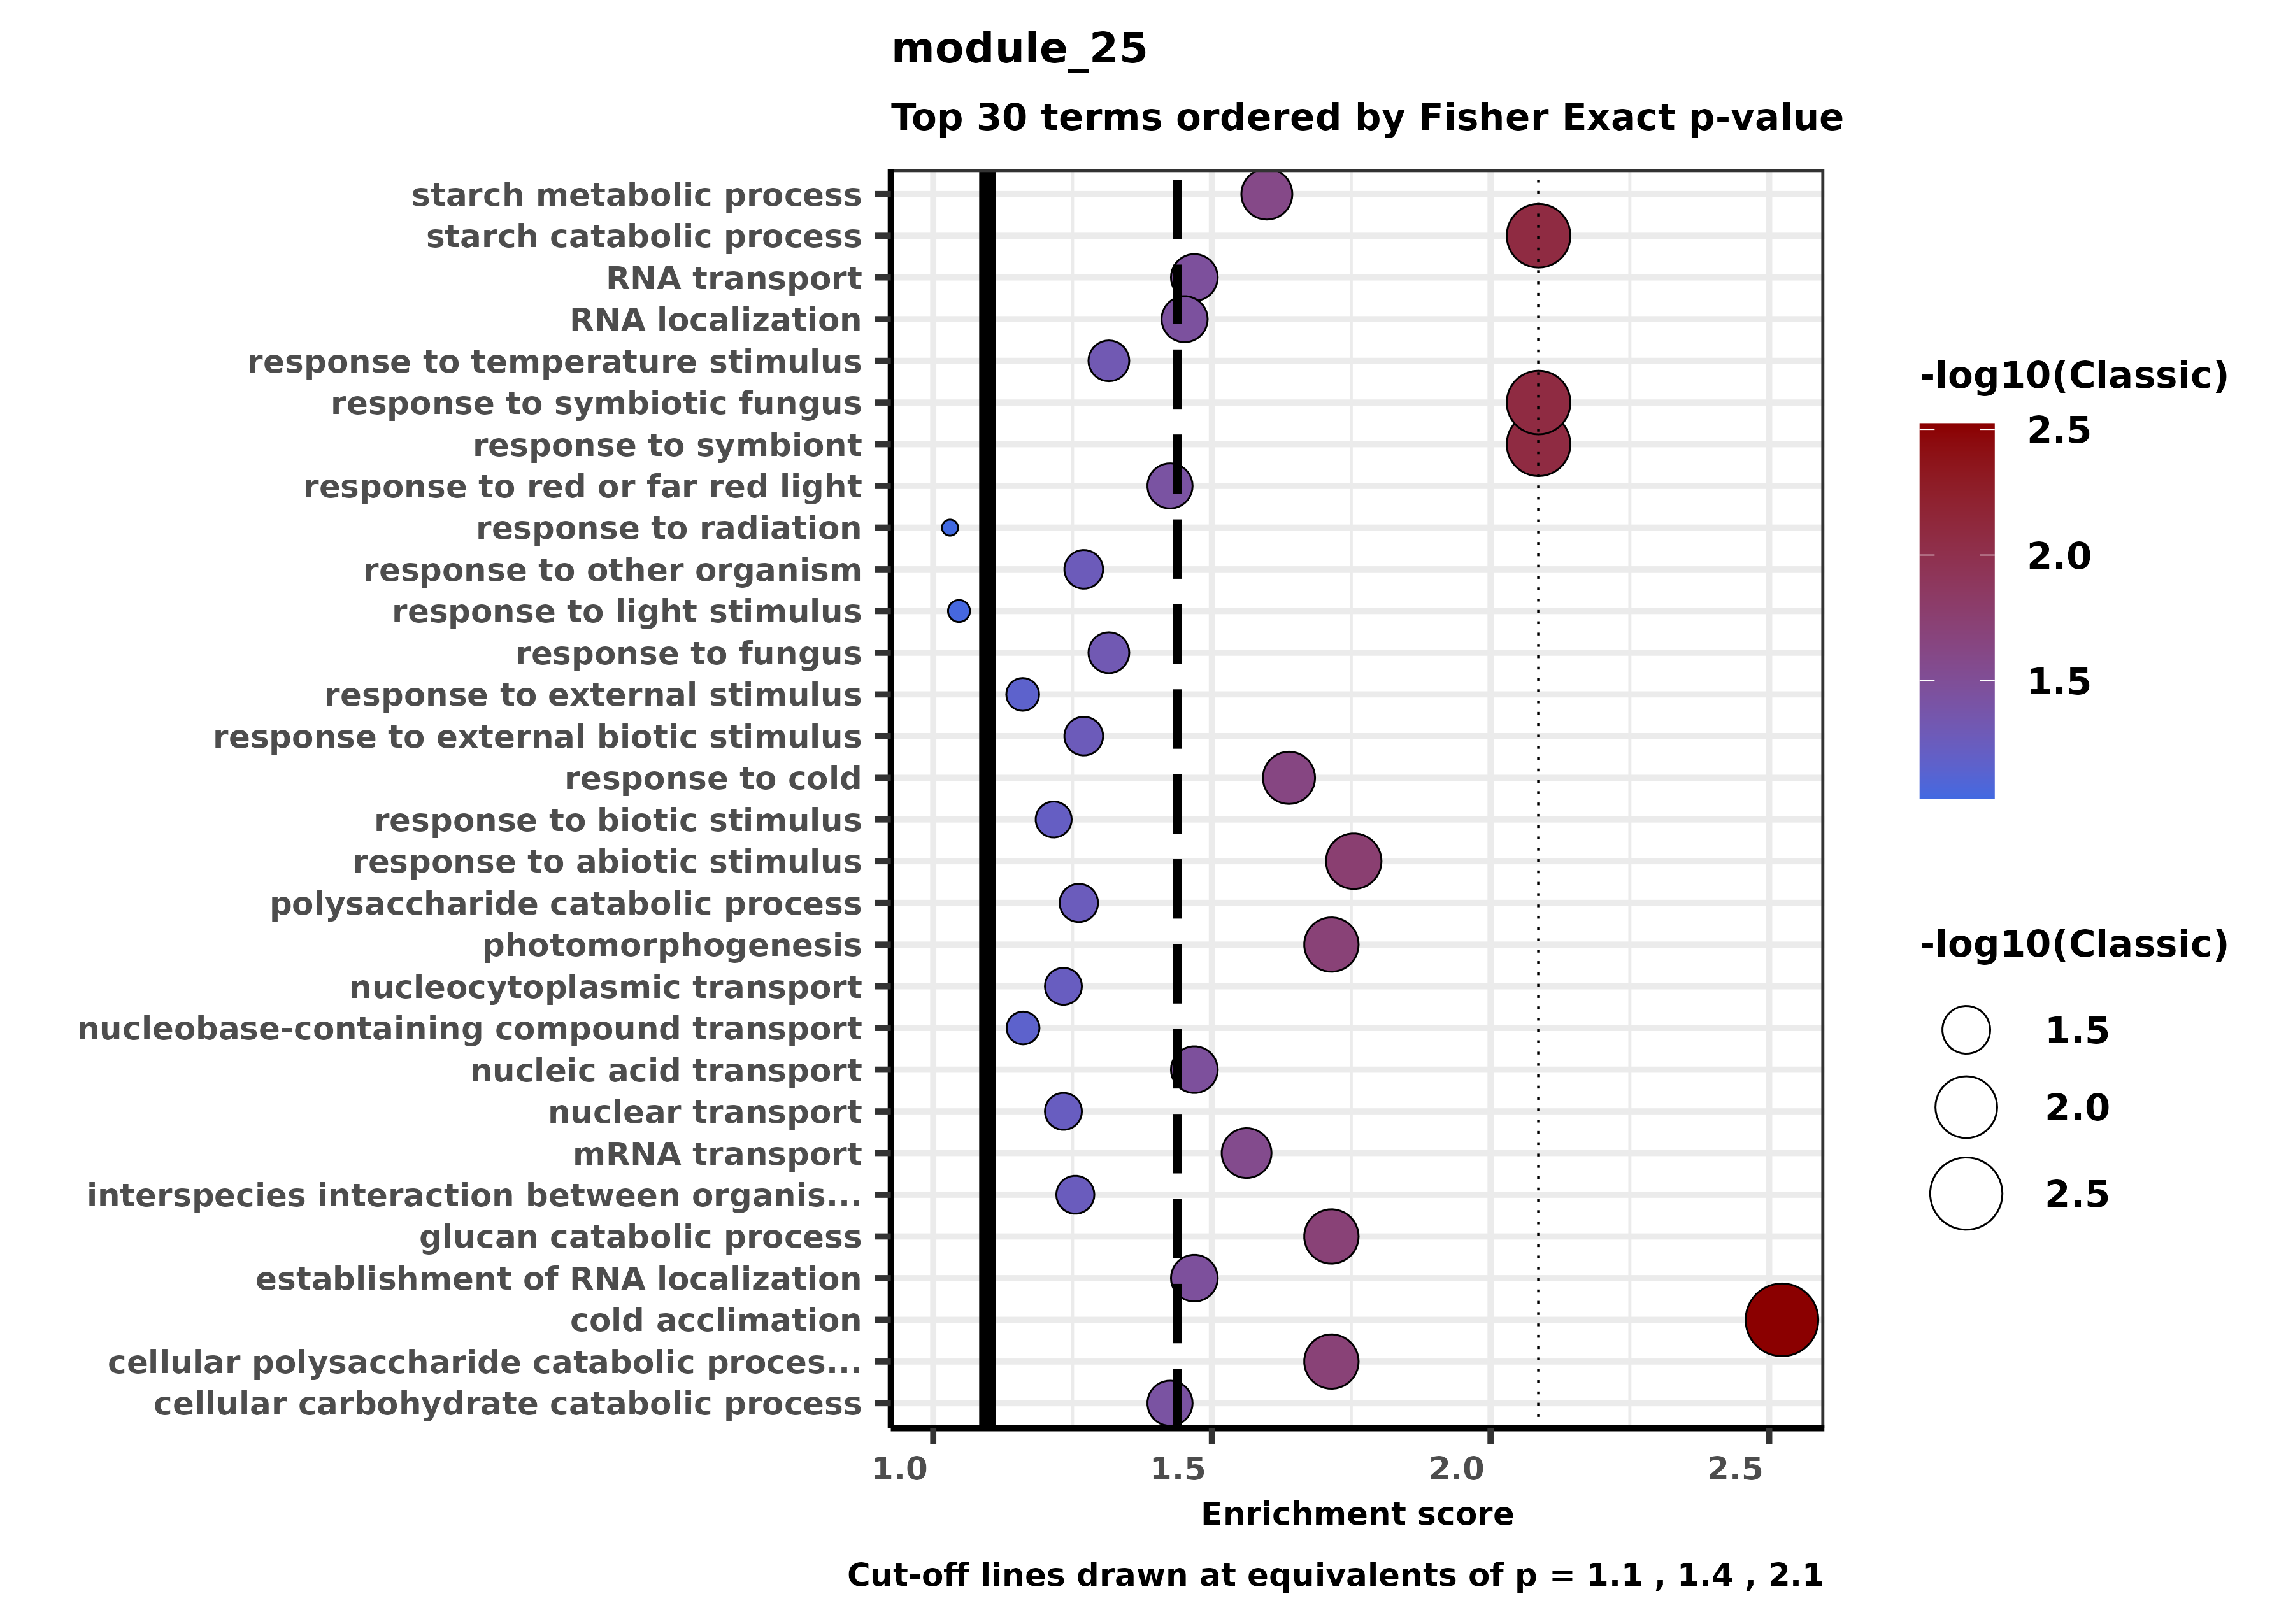 module_25
Top 30 terms ordered by Fisher Exact p-value
starch metabolic process
starch catabolic process
RNA transport
RNA localization
response to temperature stimulus
response to symbiotic fungus
response to symbiont
response to red or far red light
response to radiation
response to other organism
response to light stimulus
response to fungus
response to external stimulus
response to external biotic stimulus
response to cold
response to biotic stimulus
response to abiotic stimulus
polysaccharide catabolic process
photomorphogenesis
nucleocytoplasmic transport
nucleobase-containing compound transport
nucleic acid transport
nuclear transport
mRNA transport
interspecies interaction between organis...
glucan catabolic process
establishment of RNA localization
cold acclimation
cellular polysaccharide catabolic proces...
cellular carbohydrate catabolic process
1.0 1.5 2.0 2.5
Enrichment score
Cut-off lines drawn at equivalents of p = 1.1 , 1.4 , 2.1
-log10(Classic)
2.5
2.0
1.5
-log10(Classic)
1.5
2.0
2.5